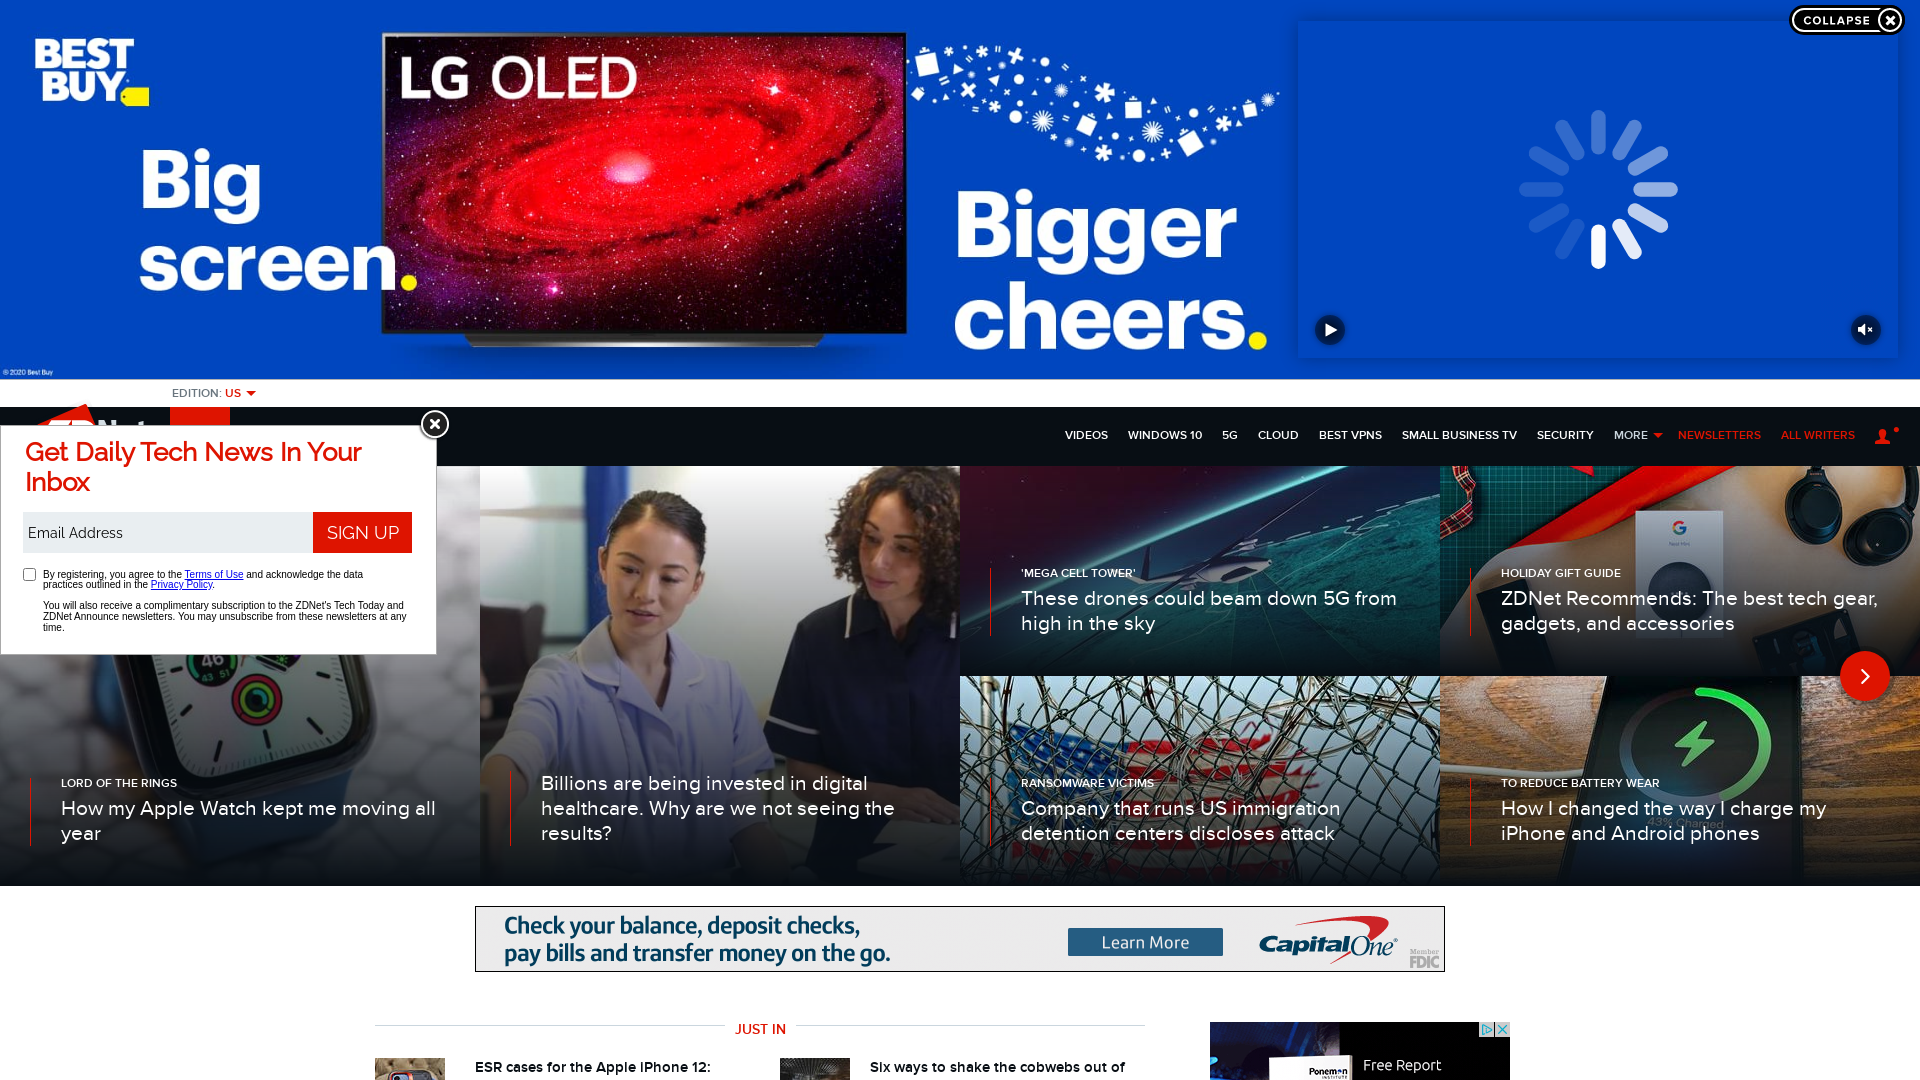 COLLAPSE
BEST
BUY
LG OLED
Big
screen.
Bigger
cheers.
© 2020 Best Buy
EDITION: US
VIDEOS
WINDOWS 10
5G
CLOUD
BEST VPNS
SMALL BUSINESS TV
SECURITY
MORE
NEWSLETTERS
ALL WRITERS
Get Daily Tech News In Your
Inbox
Email Address
SIGN UP
By registering, you agree to the Terms of Use and acknowledge the data
practices outlined in the Privacy Policy.
You will also receive a complimentary subscription to the ZDNet's Tech Today and
ZDNet Announce newsletters. You may unsubscribe from these newsletters at any
time.
LORD OF THE RINGS
How my Apple Watch kept me moving all
year
Billions are being invested in digital
healthcare. Why are we not seeing the
results?
'MEGA CELL TOWER'
These drones could beam down 5G from
high in the sky
HOLIDAY GIFT GUIDE
ZDNet Recommends: The best tech gear,
gadgets, and accessories
RANSOMWARE VICTIMS
Company that runs US immigration
detention centers discloses attack
TO REDUCE BATTERY WEAR
How I changed the way I charge my
iPhone and Android phones
43% Charged
Check your balance, deposit checks,
pay bills and transfer money on the go.
Learn More
Capital One
Member
FDIC
JUST IN
ESR cases for the Apple iPhone 12:
Six ways to shake the cobwebs out of
Ponemon
INSTITUTE
Free Report